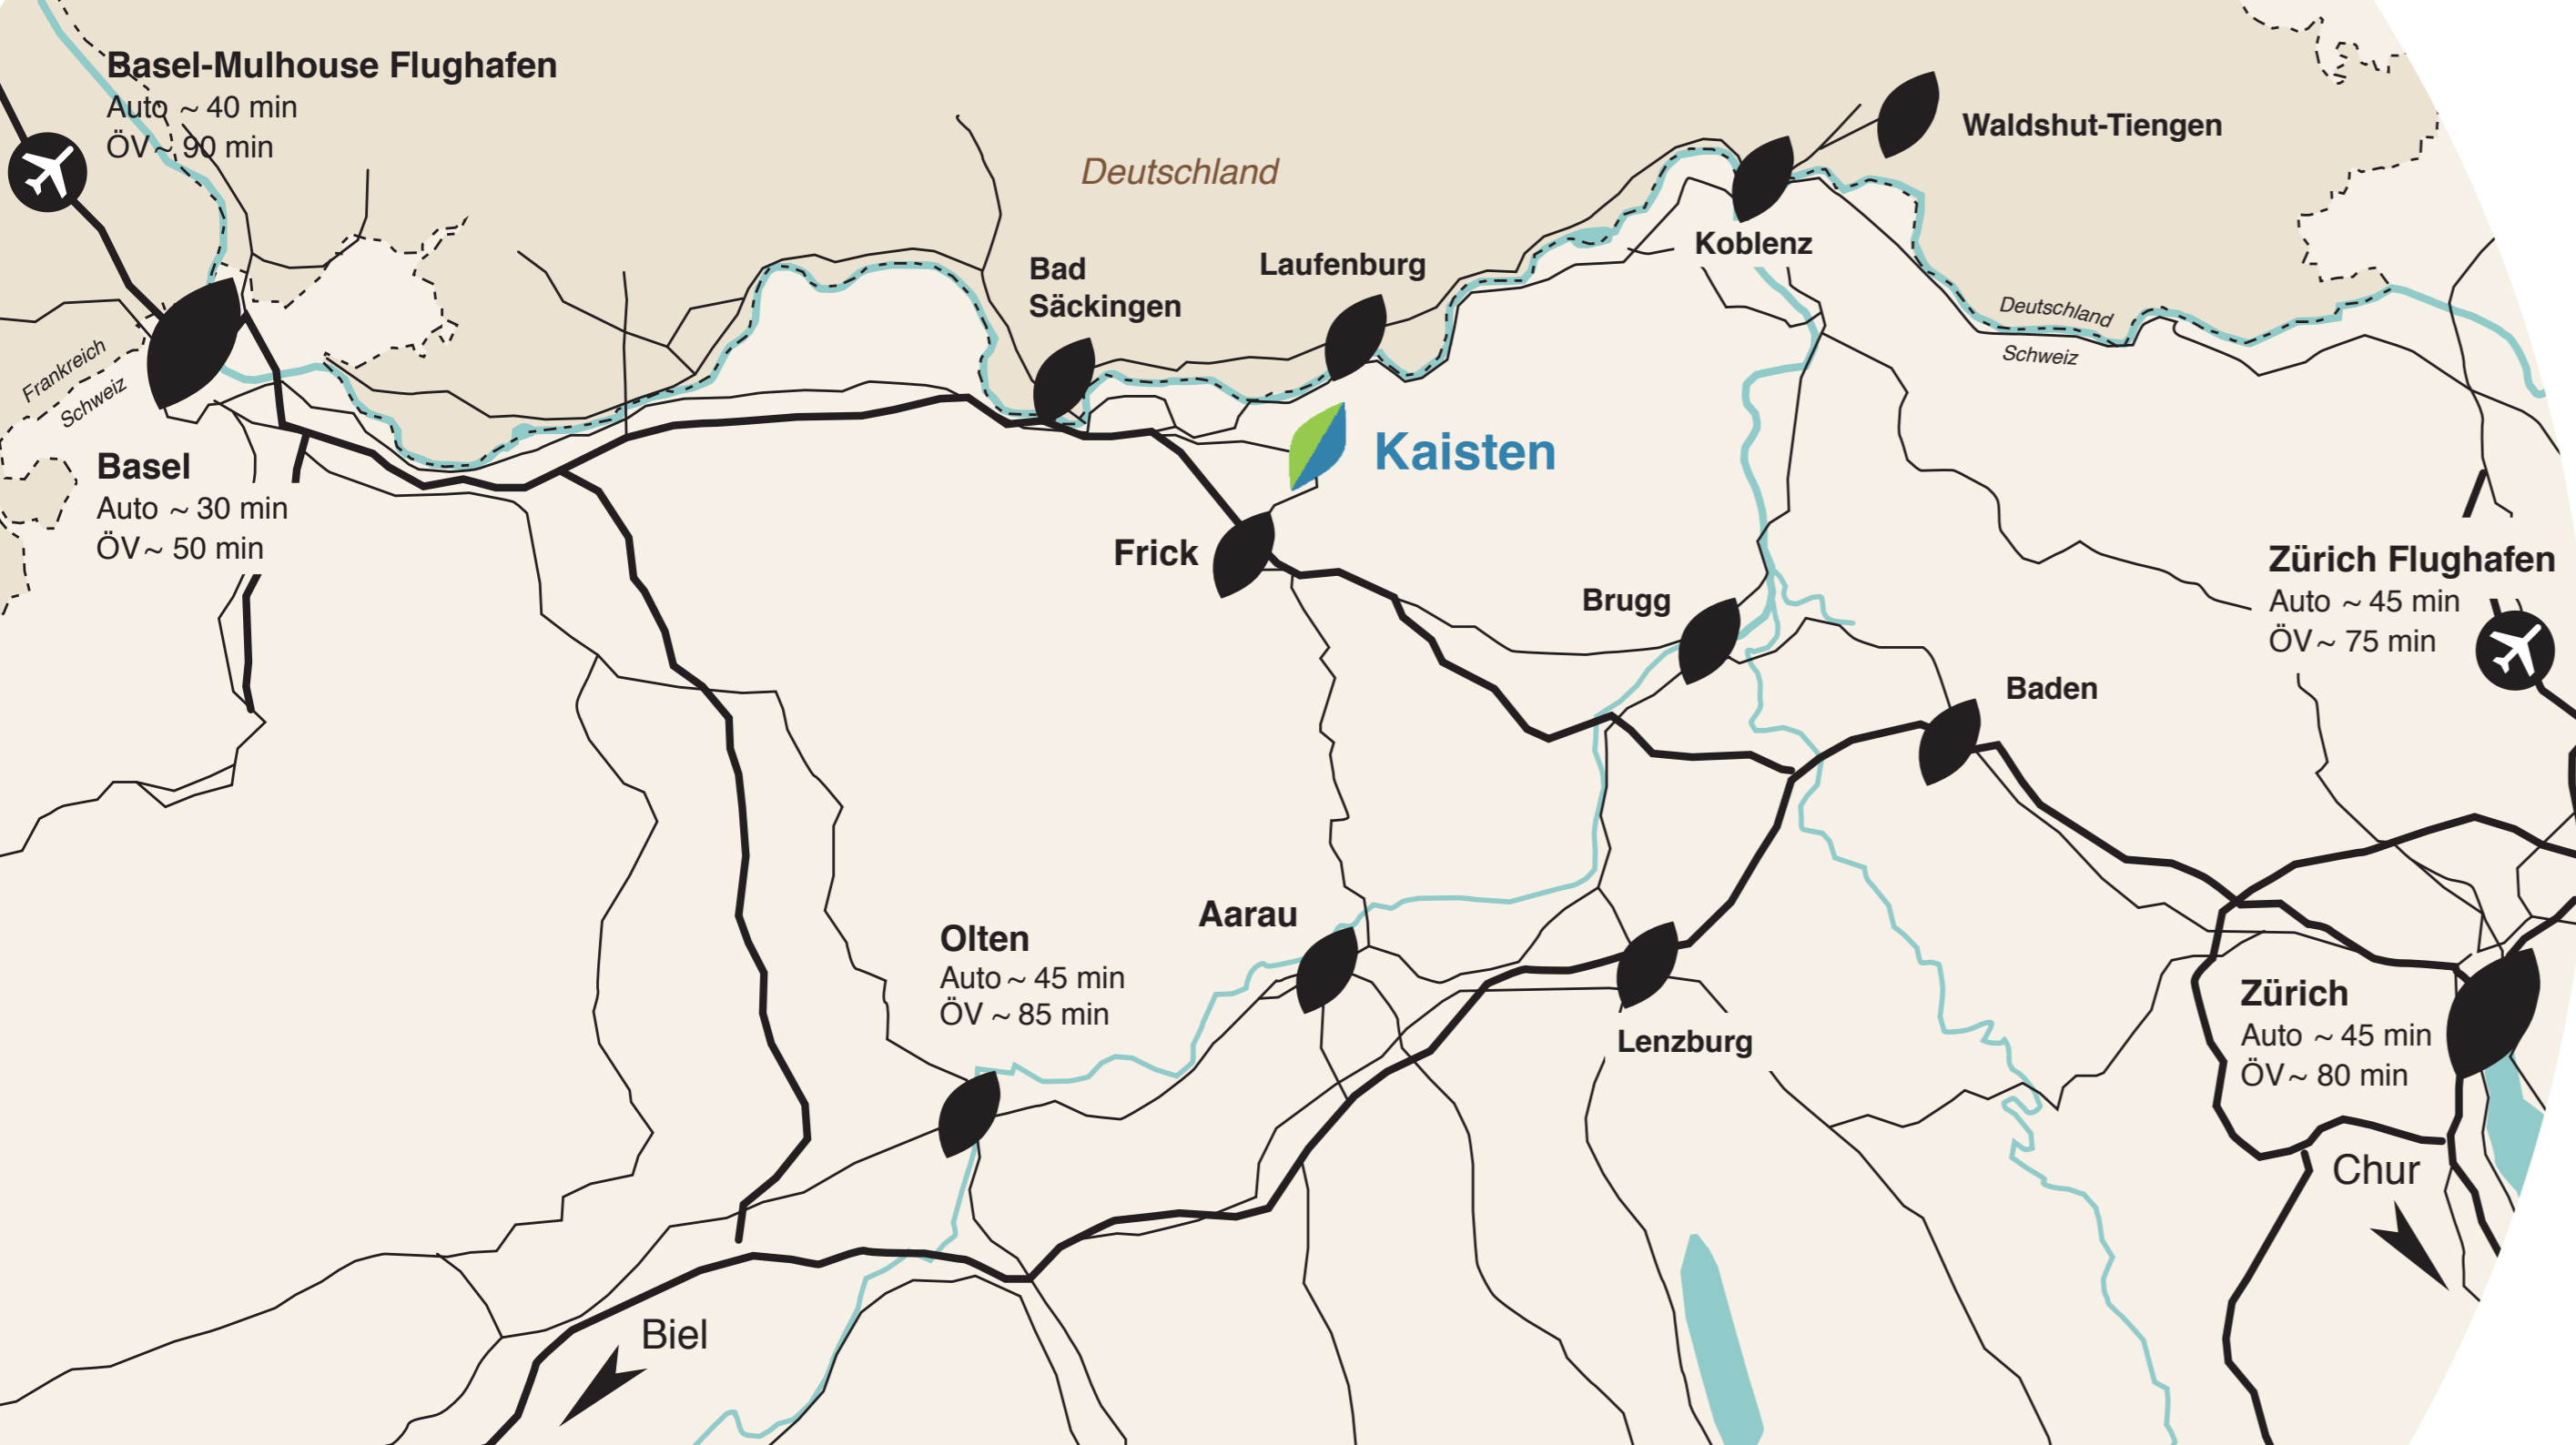 Basel-Mulhouse Flughafen
Auto ~ 40 min
ÖV~ 90 min
Waldshut-Tiengen
Deutschland
Koblenz
Laufenburg
Bad
Säckingen
Deutschland
Schweiz
Frankreich
Schweiz
Kaisten
Basel
Auto ~ 30 min
ÖV~ 50 min
Frick
Zürich Flughafen
Auto ~ 45 min
ÖV~ 75 min
Brugg
Baden
Aarau
Olten
Auto ~ 45 min
ÖV ~ 85 min
Zürich
Auto ~ 45 min
ÖV~ 80 min
Lenzburg
Chur
Biel